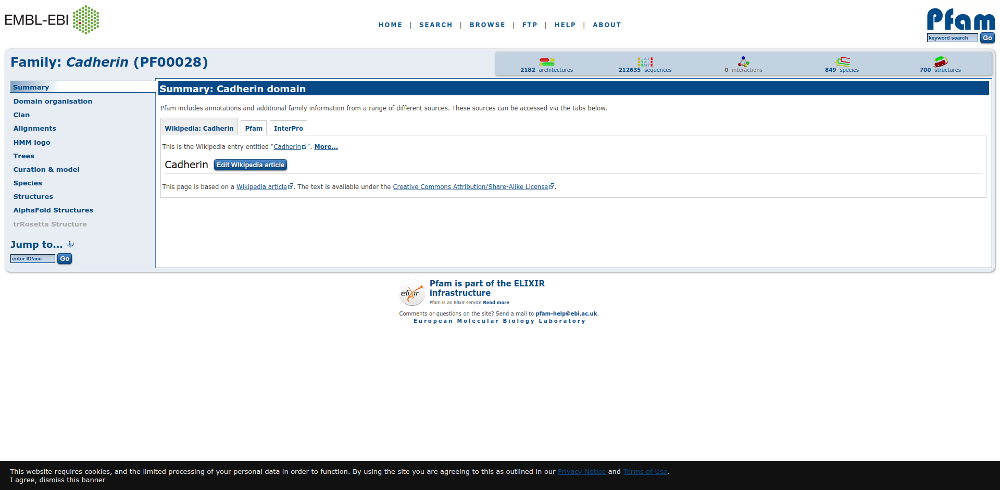 EMBL-EBI
HOME | SEARCH | BROWSE | FTP | HELP | ABOUT
Pfam
keyword search Go
Family: Cadherin (PF00028)
2182 architectures
212635 sequences
0 interactions
849 species
700 structures
Summary
Domain organisation
Clan
Alignments
HMM logo
Trees
Curation & model
Species
Structures
AlphaFold Structures
trRosetta Structure
Jump to...
enter ID/acc Go
Summary: Cadherin domain
Pfam includes annotations and additional family information from a range of different sources. These sources can be accessed via the tabs below.
Wikipedia: Cadherin Pfam InterPro
This is the Wikipedia entry entitled "Cadherin". More...
Cadherin Edit Wikipedia article
This page is based on a Wikipedia article. The text is available under the Creative Commons Attribution/Share-Alike License.
elixir
Pfam is part of the ELIXIR
infrastructure
Pfam is an Elixir service Read more
Comments or questions on the site? Send a mail to pfam-help@ebi.ac.uk.
European Molecular Biology Laboratory
This website requires cookies, and the limited processing of your personal data in order to function. By using the site you are agreeing to this as outlined in our Privacy Notice and Terms of Use.
I agree, dismiss this banner